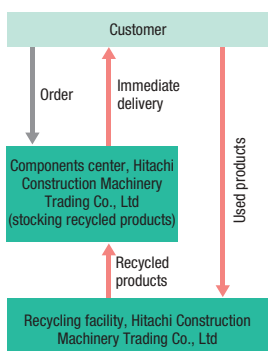 Customer
Order
Immediate
delivery
Used products
Components center, Hitachi
Construction Machinery
Trading Co., Ltd
(stocking recycled products)
Recycled
products
Recycling facility, Hitachi Construction
Machinery Trading Co., Ltd